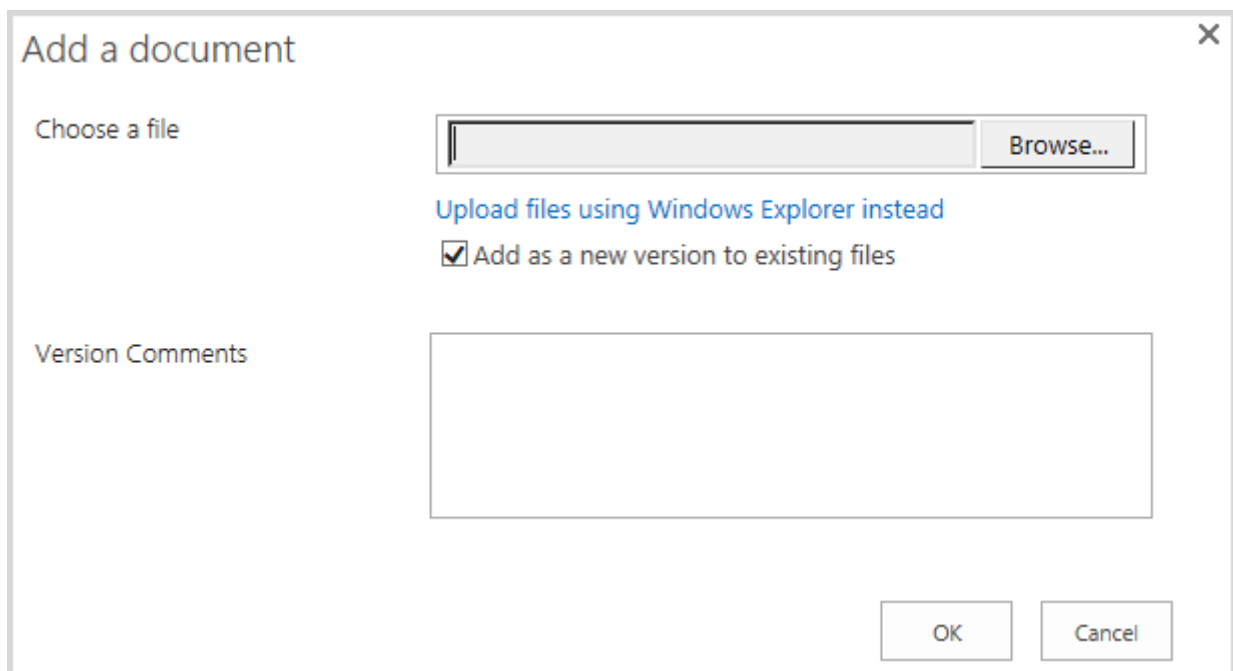 Add a document
Choose a file
Browse...
Upload files using Windows Explorer instead
Add as a new version to existing files
Version Comments
OK
Cancel